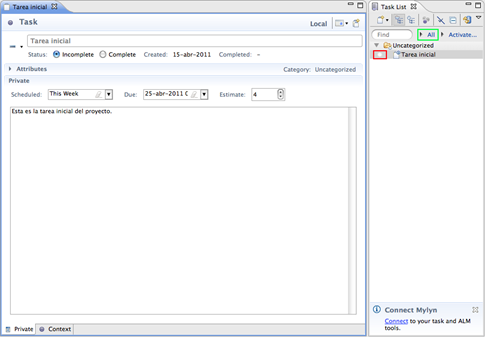 Tarea inicial
Task
Local
Tarea inicial
Status: Incomplete Complete Created: 15-abr-2011 Completed: –
Attributes Category: Uncategorized
Private
Scheduled: This Week Due: 25-abr-2011 Estimate: 4
Esta es la tarea inicial del proyecto.
Private Context
Task List
Find All Activate...
Uncategorized
Tarea inicial
Connect Mylyn
Connect to your task and ALM
tools.